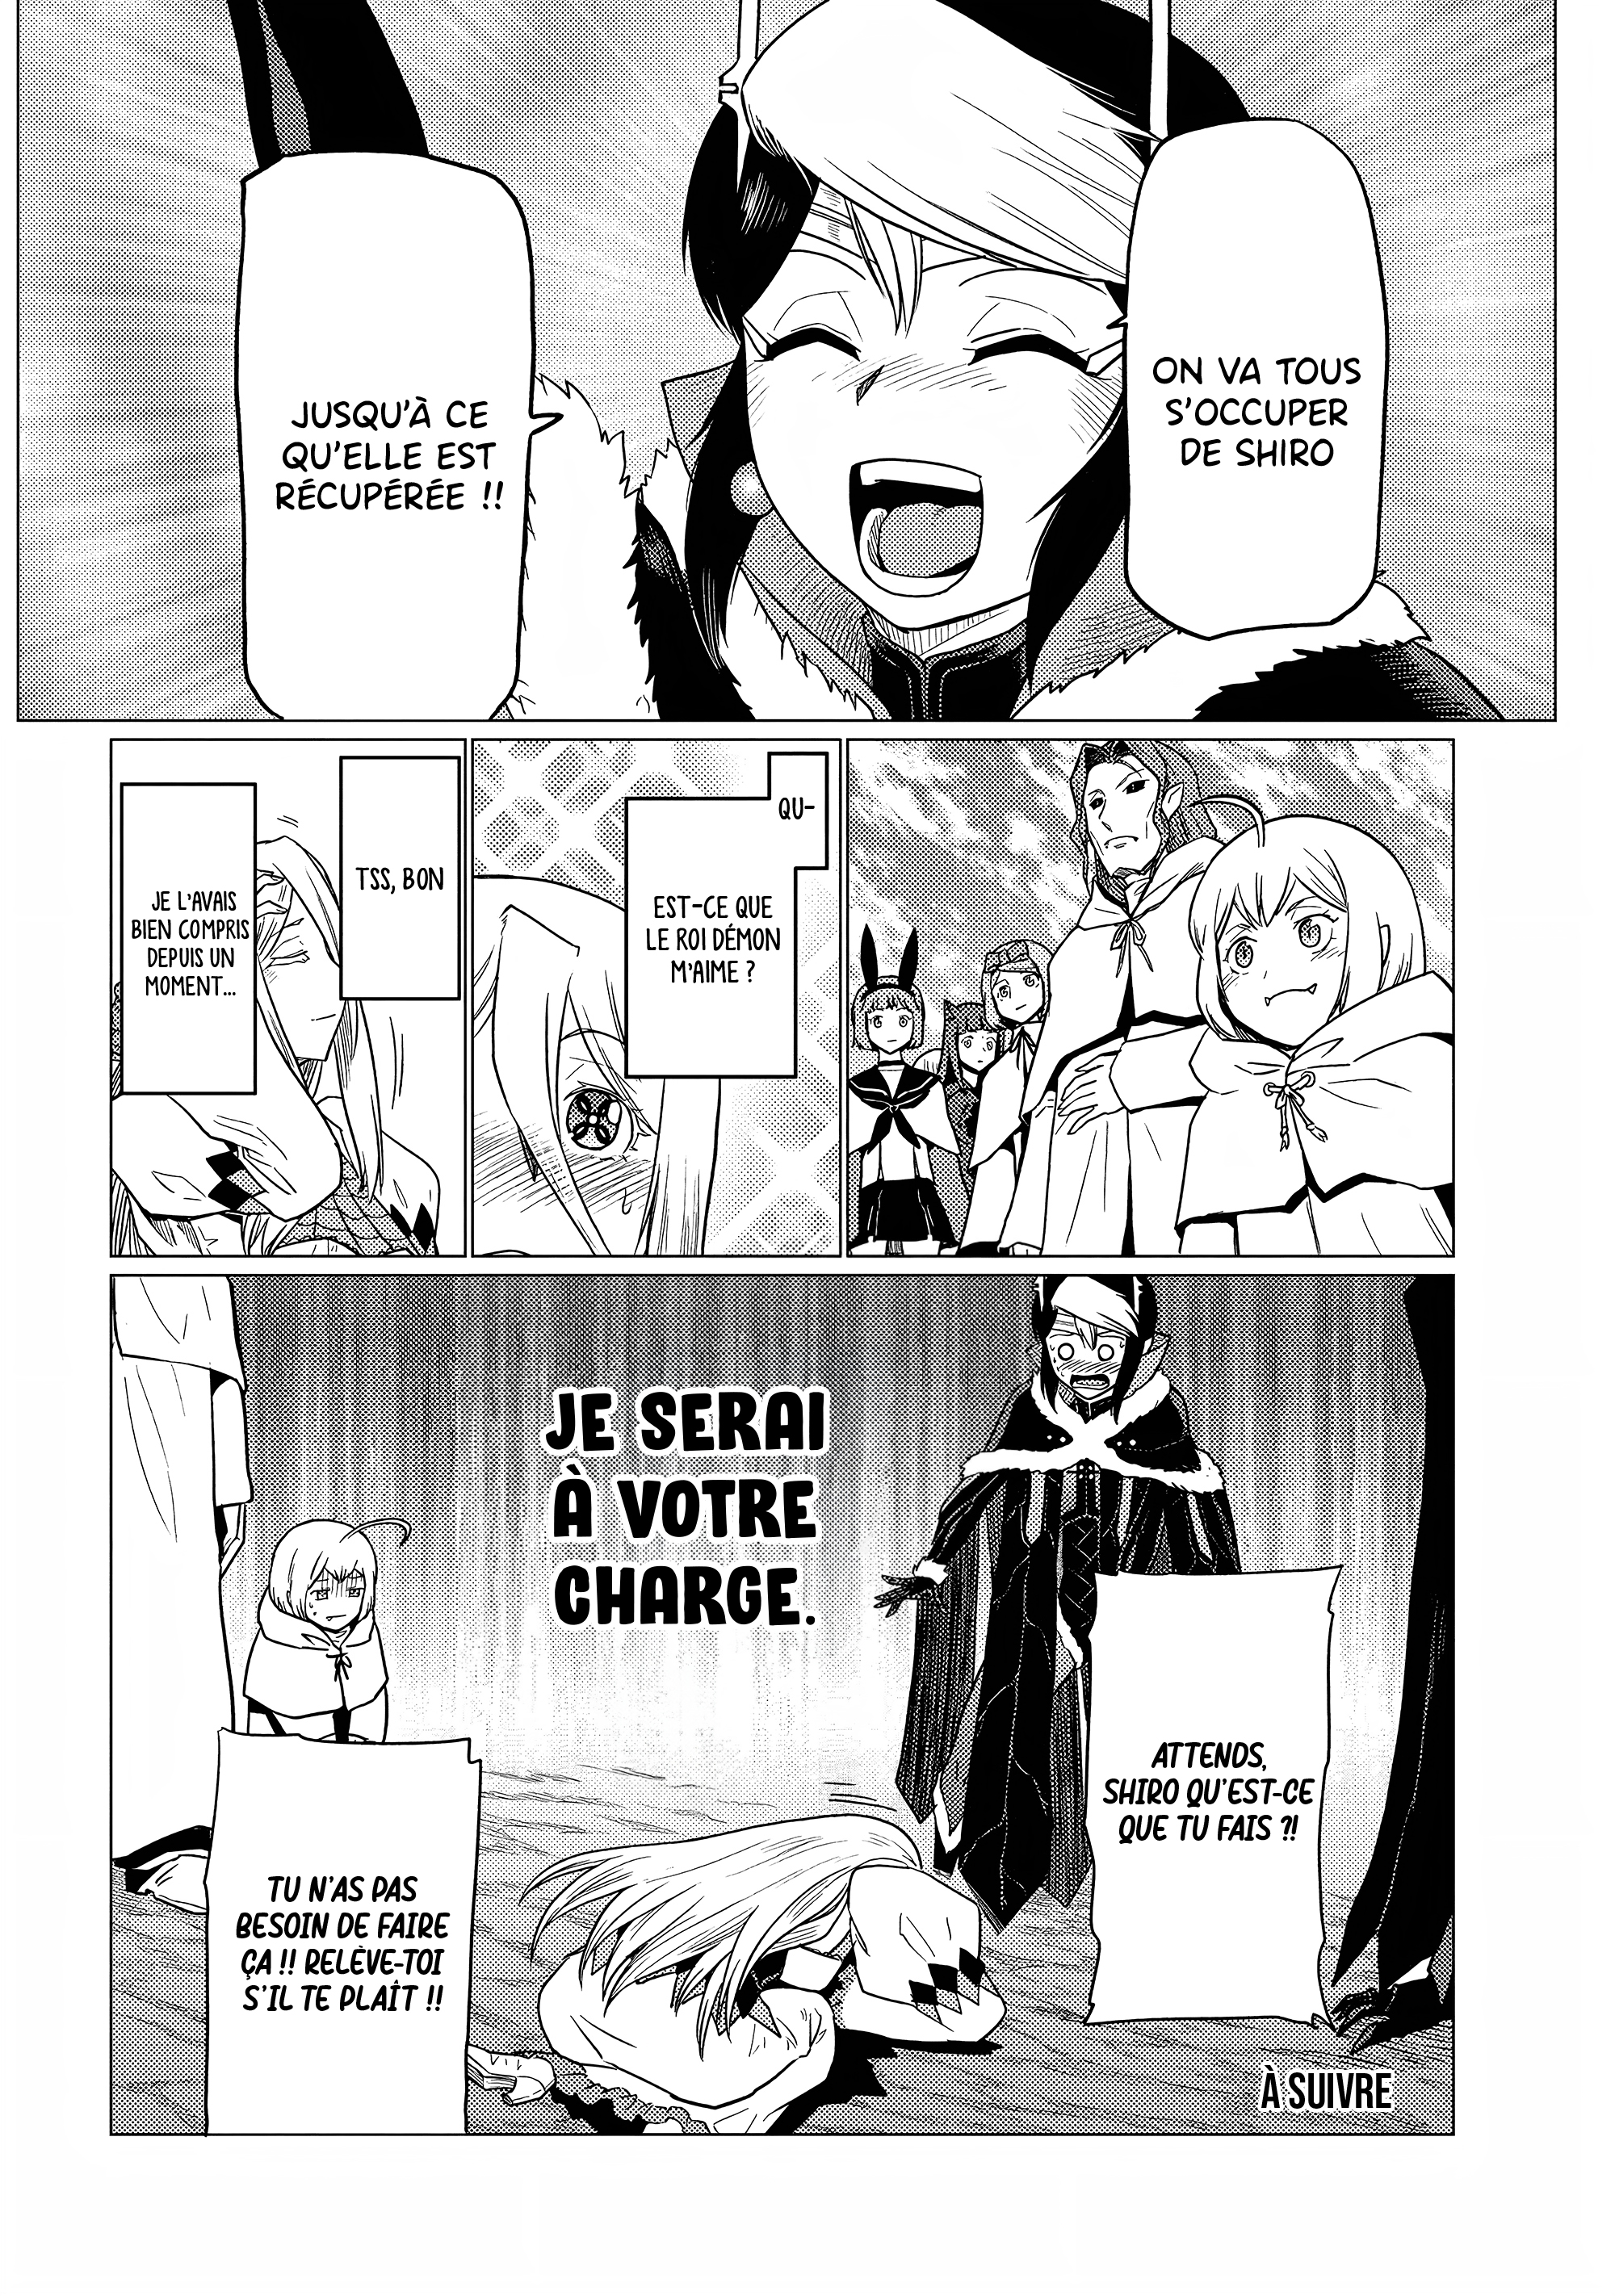 ON VA TOUS
S'OCCUPER
DE SHIRO
JUSQU'À CE
QU'ELLE EST
RÉCUPÉRÉE !!
QU-
EST-CE QUE
LE ROI DÉMON
M'AIME ?
TSS, BON
JE L'AVAIS
BIEN COMPRIS
DEPUIS UN
MOMENT...
JE SERAI
À VOTRE
CHARGE.
ATTENDS,
SHIRO QU'EST-CE
QUE TU FAIS ?!
TU N'AS PAS
BESOIN DE FAIRE
ÇA !! RELÈVE-TOI
S'IL TE PLAÎT !!
À SUIVRE